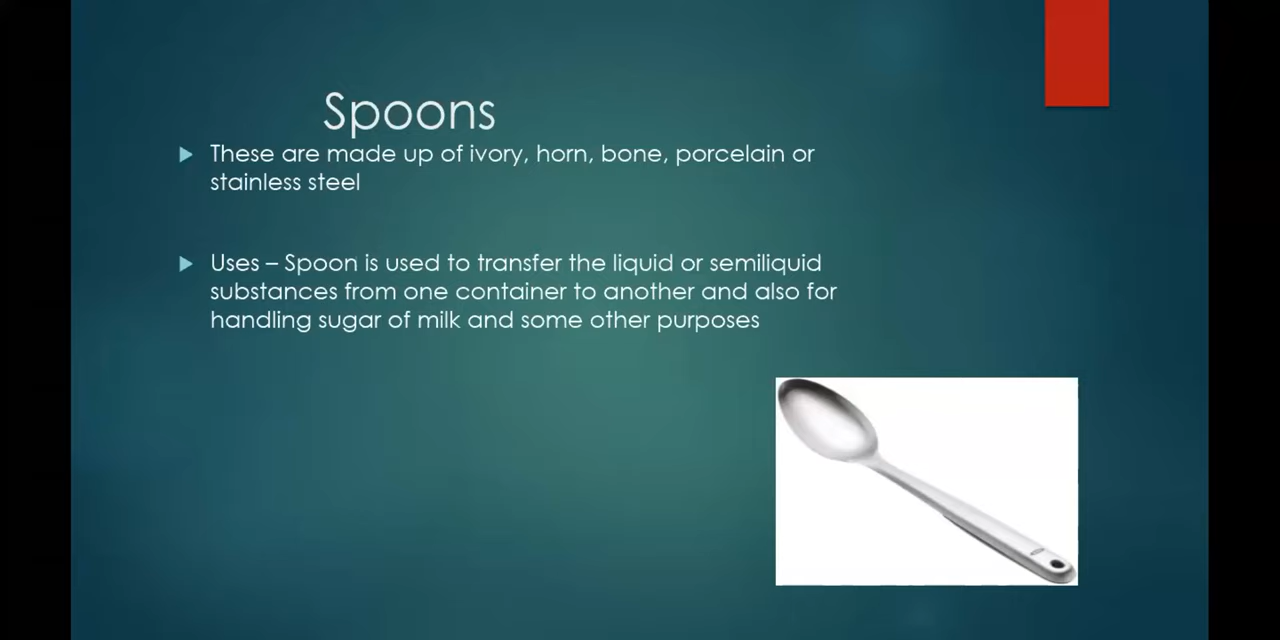 Spoons
These are made up of ivory, horn, bone, porcelain or
stainless steel
Uses – Spoon is used to transfer the liquid or semiliquid
substances from one container to another and also for
handling sugar of milk and some other purposes